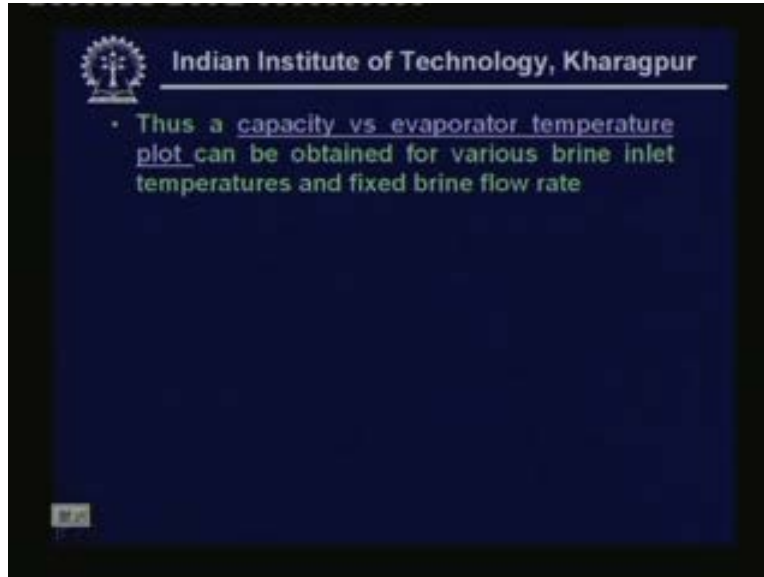 Indian Institute of Technology, Kharagpur
• Thus a capacity vs evaporator temperature
plot can be obtained for various brine inlet
temperatures and fixed brine flow rate